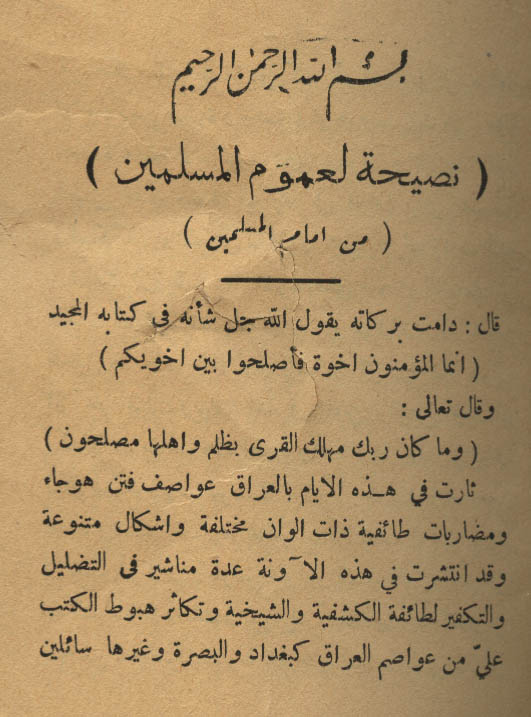 بسم الله الرحمن الرحيم
( نصيحة لعموم المسلمين )
( من امام المسلمين )
قال : دامت بركاته يقول الله جل شأنه فى كتابه المجيد
( انما المؤمنون اخوة فأصلحوا بين اخويكم )
وقال تعالى :
( وما كان ربك مهلك القرى بظلم واهلها مصلحون )
ثارت في هـذه الايام بالعراق عواصف فتن هوجاء
ومضاربات طائفية ذات الوان مختلفة واشكال متنوعة
وقد انتشرت في هذه الآونة عدة مناشير فى التضليل
والتكفير لطائفة الكشفية والشيخية وتكاثر هبوط الكتب
عليّ من عواصم العراق كبغداد والبصرة وغيرها سائلين